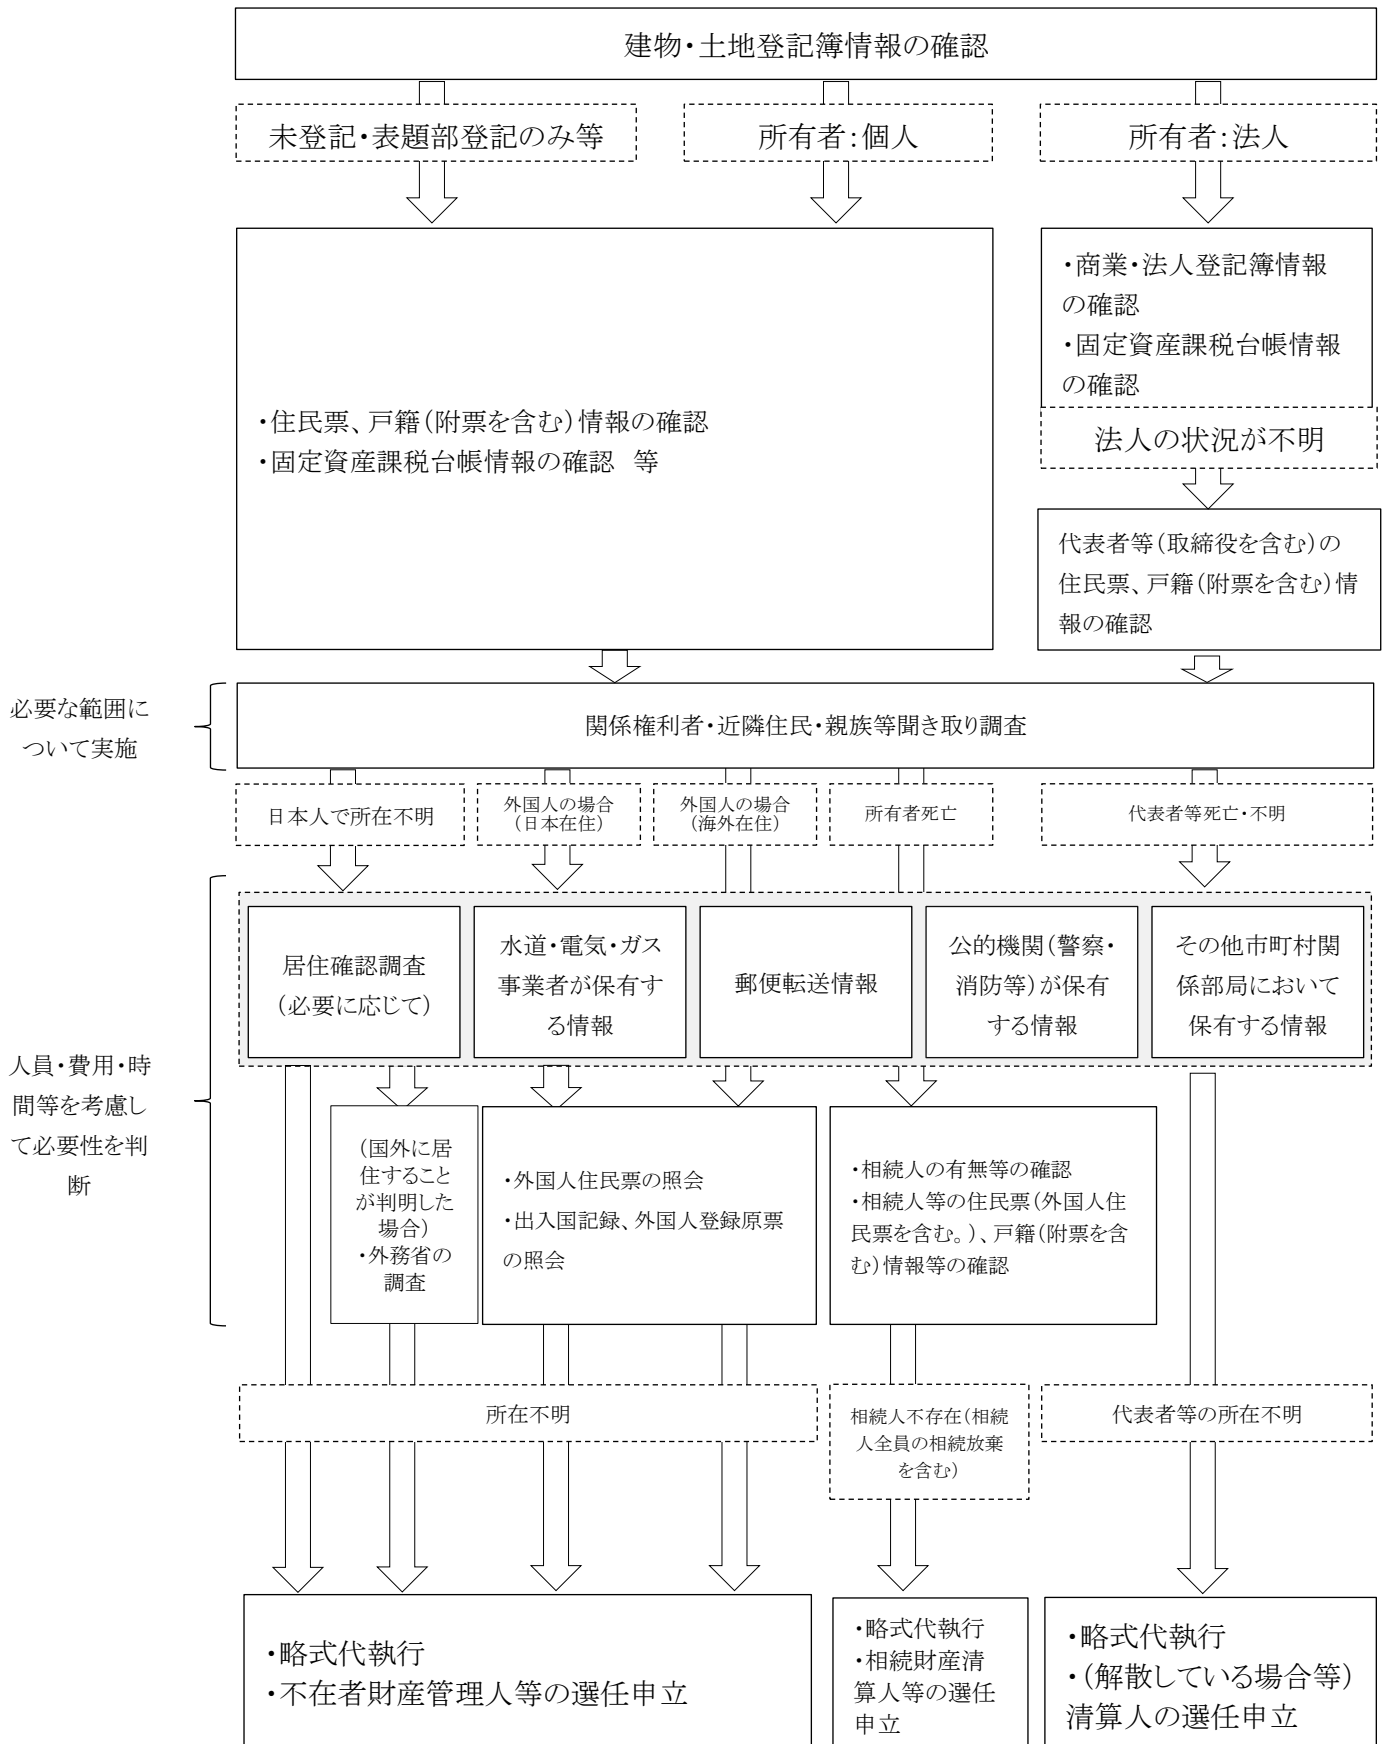 建物・土地登記簿情報の確認
未登記・表題部登記のみ等
所有者：個人
所有者：法人
・住民票、戸籍（附票を含む）情報の確認
・固定資産課税台帳情報の確認　等
・商業・法人登記簿情報
の確認
・固定資産課税台帳情報
の確認
法人の状況が不明
代表者等（取締役を含む）の
住民票、戸籍（附票を含む）情
報の確認
必要な範囲に
ついて実施
関係権利者・近隣住民・親族等聞き取り調査
日本人で所在不明
外国人の場合
（日本在住）
外国人の場合
（海外在住）
所有者死亡
代表者等死亡・不明
人員・費用・時
間等を考慮し
て必要性を判
断
居住確認調査
（必要に応じて）
水道・電気・ガス
事業者が保有す
る情報
郵便転送情報
公的機関（警察・
消防等）が保有
する情報
その他市町村関
係部局において
保有する情報
（国外に居
住すること
が判明した
場合）
・外務省の
調査
・外国人住民票の照会
・出入国記録、外国人登録原票
の照会
・相続人の有無等の確認
・相続人等の住民票（外国人住
民票を含む。）、戸籍（附票を含
む）情報等の確認
所在不明
相続人不存在（相続
人全員の相続放棄
を含む）
代表者等の所在不明
・略式代執行
・不在者財産管理人等の選任申立
・略式代執行
・相続財産清
算人等の選任
申立
・略式代執行
・（解散している場合等）
清算人の選任申立